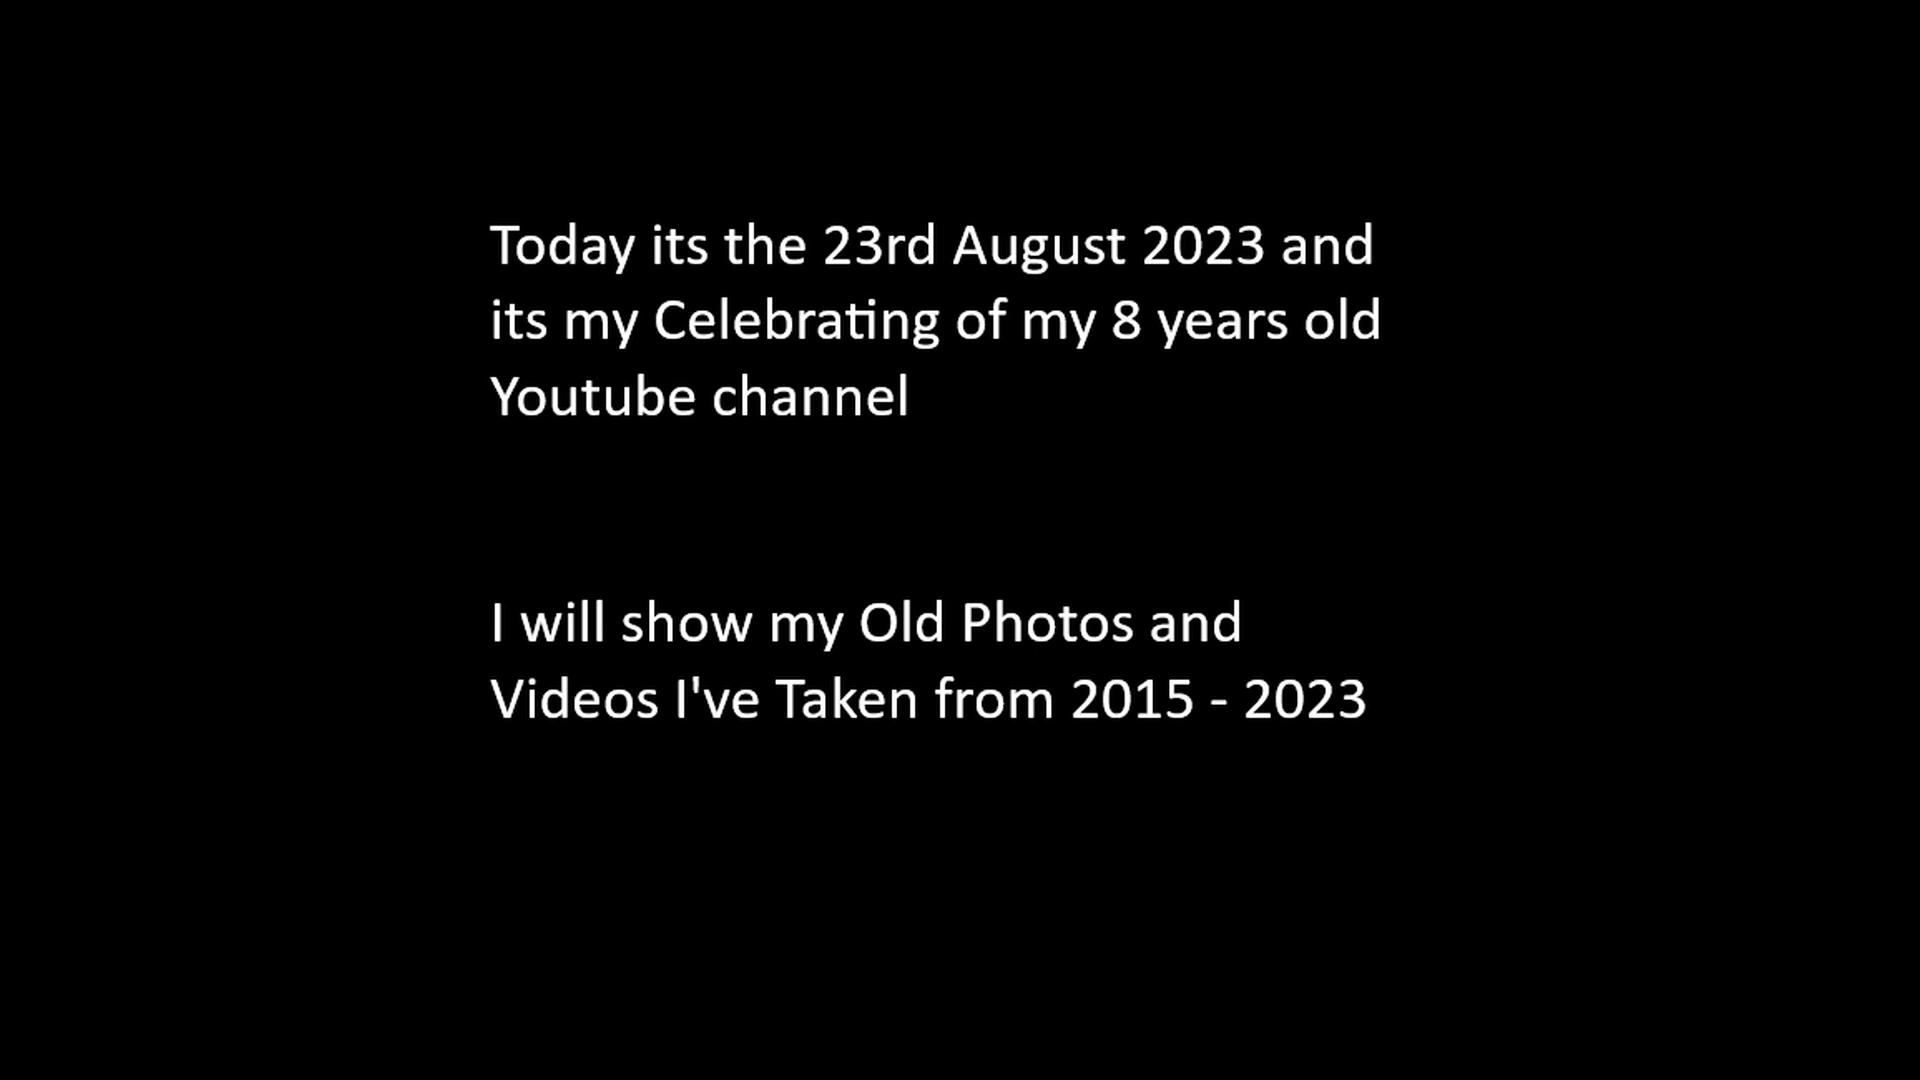 Today its the 23rd August 2023 and
its my Celebrating of my 8 years old
Youtube channel
I will show my Old Photos and
Videos I've Taken from 2015 - 2023